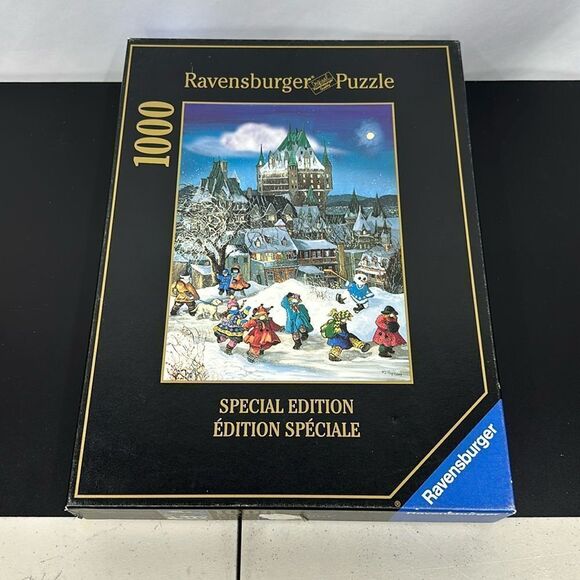 Ravensburger Puzzle
1000
SPECIAL EDITION
ÉDITION SPÉCIALE
Ravensburger
®